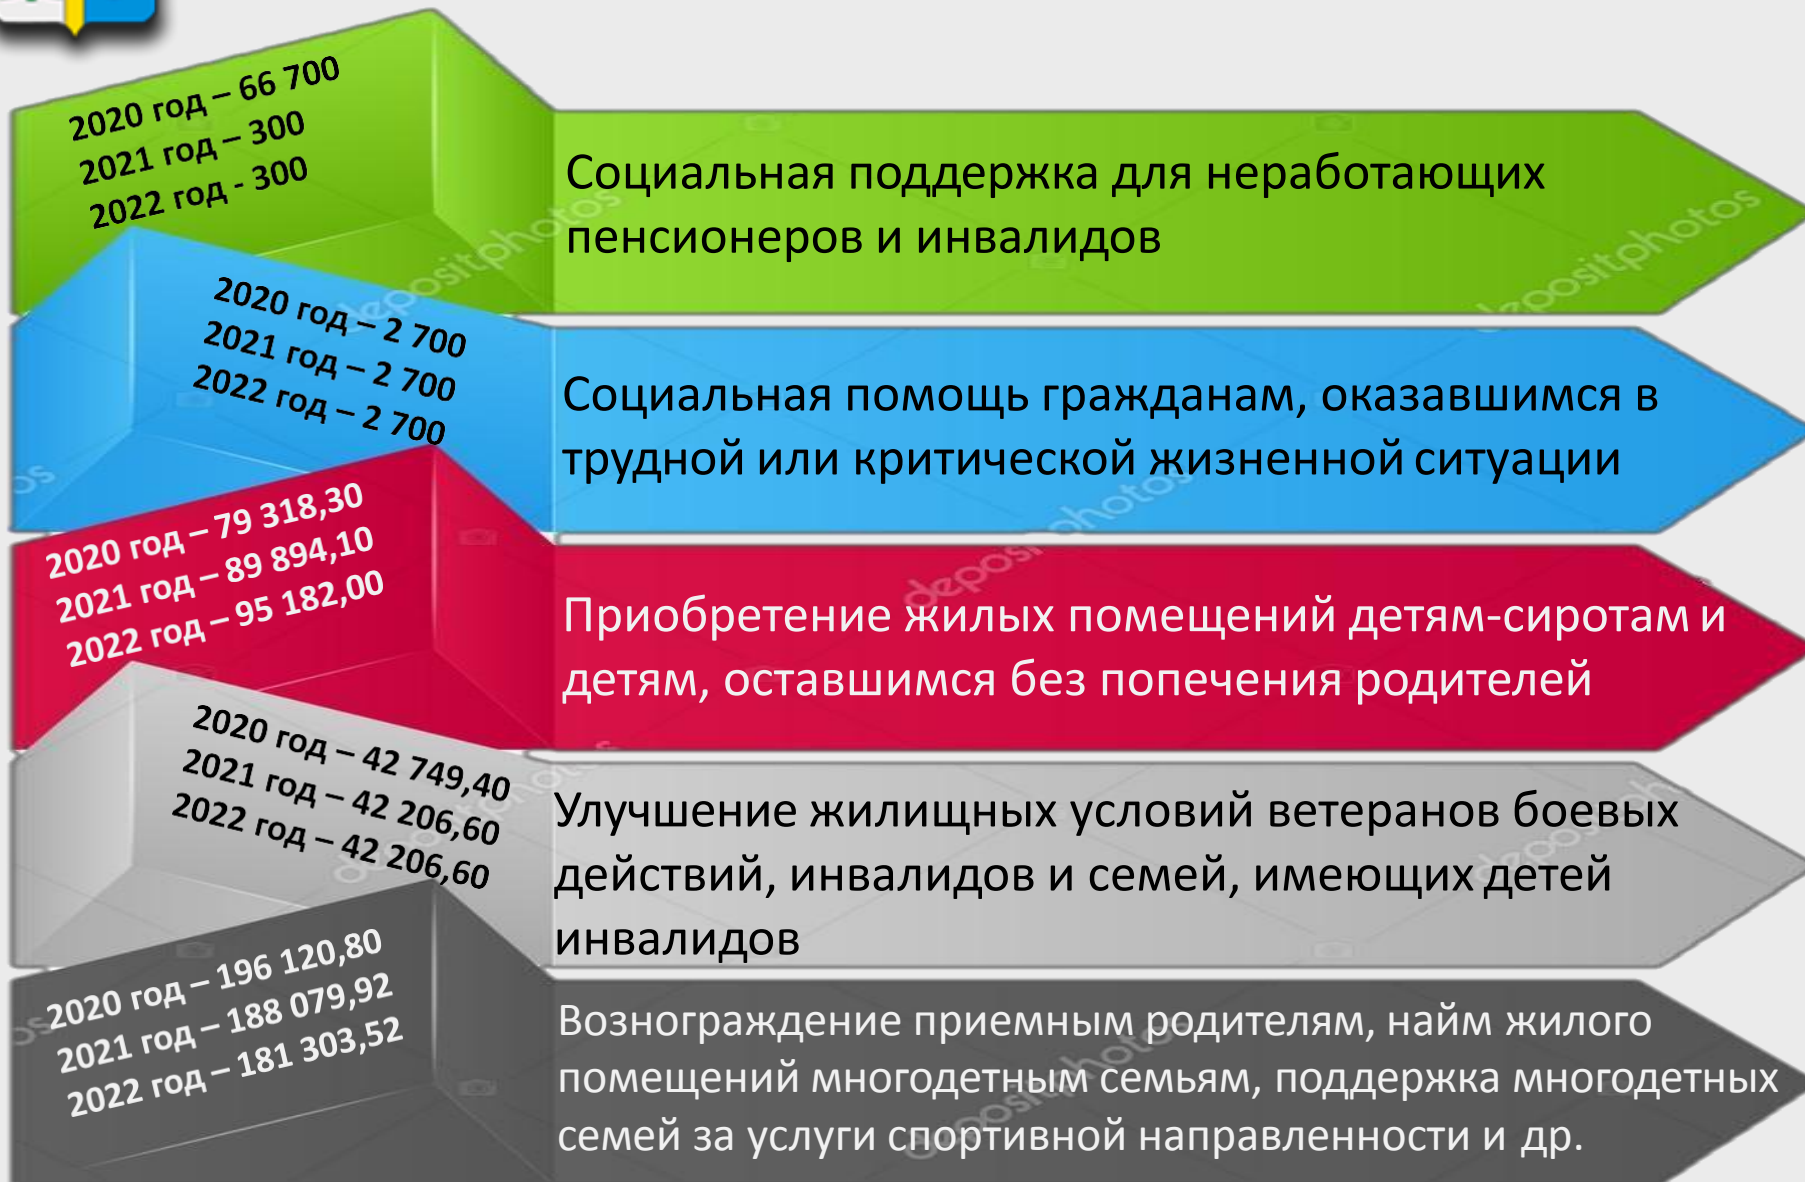 2020 год – 66 700
2021 год – 300
2022 год - 300
Социальная поддержка для неработающих
пенсионеров и инвалидов
2020 год – 2 700
2021 год – 2 700
2022 год – 2 700
Социальная помощь гражданам, оказавшимся в
трудной или критической жизненной ситуации
2020 год – 79 318,30
2021 год – 89 894,10
2022 год – 95 182,00
Приобретение жилых помещений детям-сиротам и
детям, оставшимся без попечения родителей
2020 год – 42 749,40
2021 год – 42 206,60
2022 год – 42 206,60
Улучшение жилищных условий ветеранов боевых
действий, инвалидов и семей, имеющих детей
инвалидов
2020 год – 196 120,80
2021 год – 188 079,92
2022 год – 181 303,52
Вознограждение приемным родителям, найм жилого
помещений многодетным семьям, поддержка многодетных
семей за услуги спортивной направленности и др.
depositphotos
depositphotos
depositphotos
depositphotos
depositphotos
depositphotos